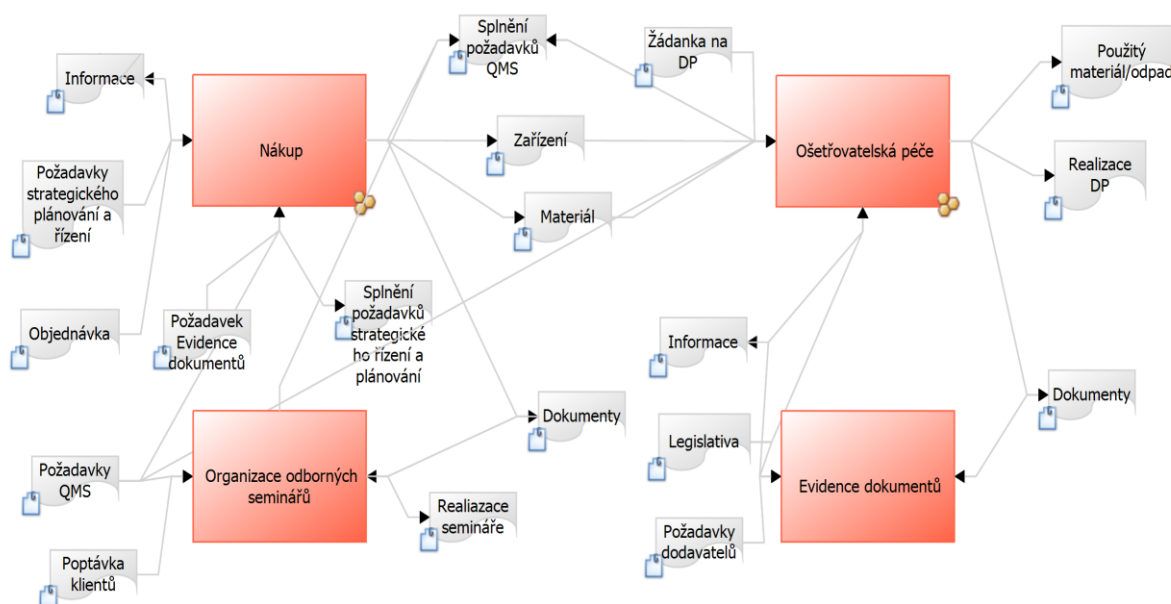 Informace
Splnění
požadavků
QMS
Žádanka na
DP
Použitý
materiál/odpad
Nákup
Zařízení
Ošetřovatelská péče
Požadavky
strategického
plánování a
řízení
Realizace
DP
Materiál
Objednávka
Požadavek
Evidence
dokumentů
Splnění
požadavků
strategické
ho řízení a
plánování
Informace
Dokumenty
Dokumenty
Legislativa
Požadavky
QMS
Organizace odborných
seminářů
Evidence dokumentů
Realiazace
semináře
Požadavky
dodavatelů
Poptávka
klientů